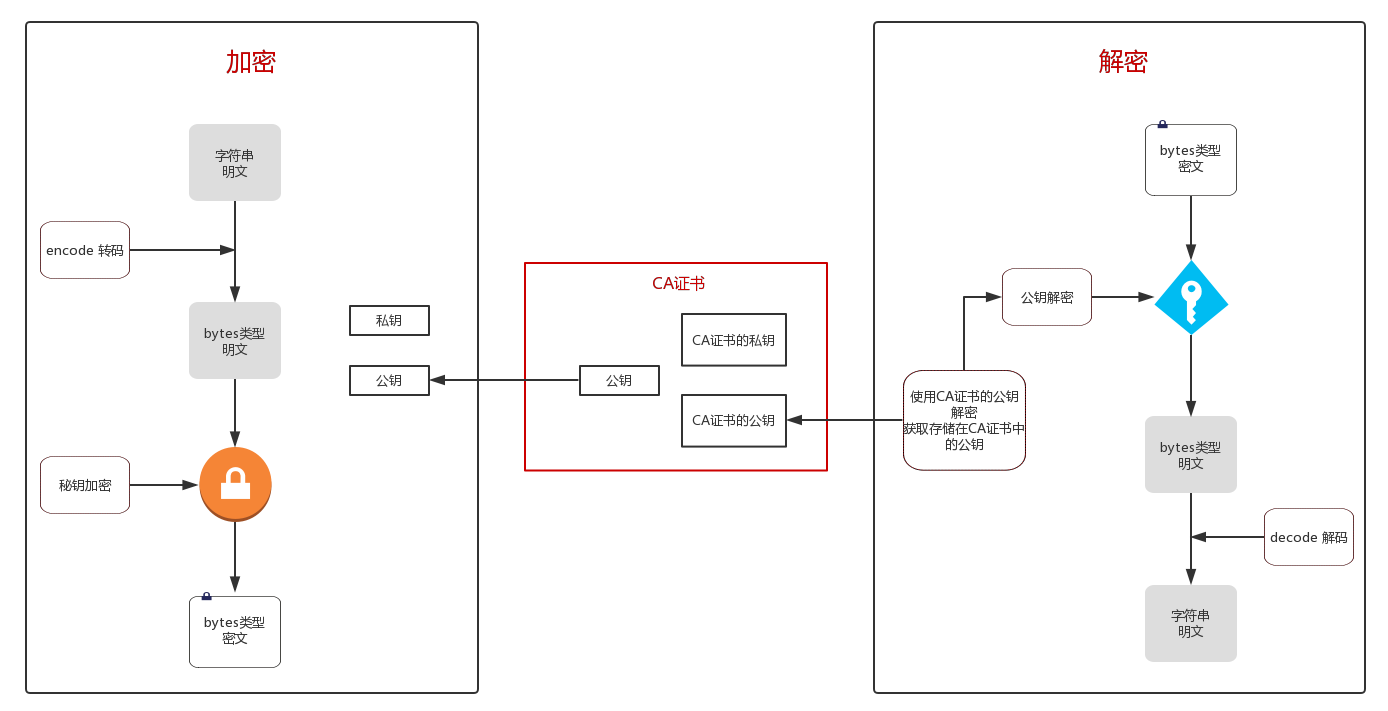 加密
字符串
明文
encode 转码
bytes类型
明文
私钥
公钥
秘钥加密
bytes类型
密文
CA证书
CA证书的私钥
公钥
CA证书的公钥
解密
bytes类型
密文
公钥解密
使用CA证书的公钥
解密
获取存储在CA证书中
的公钥
bytes类型
明文
decode 解码
字符串
明文